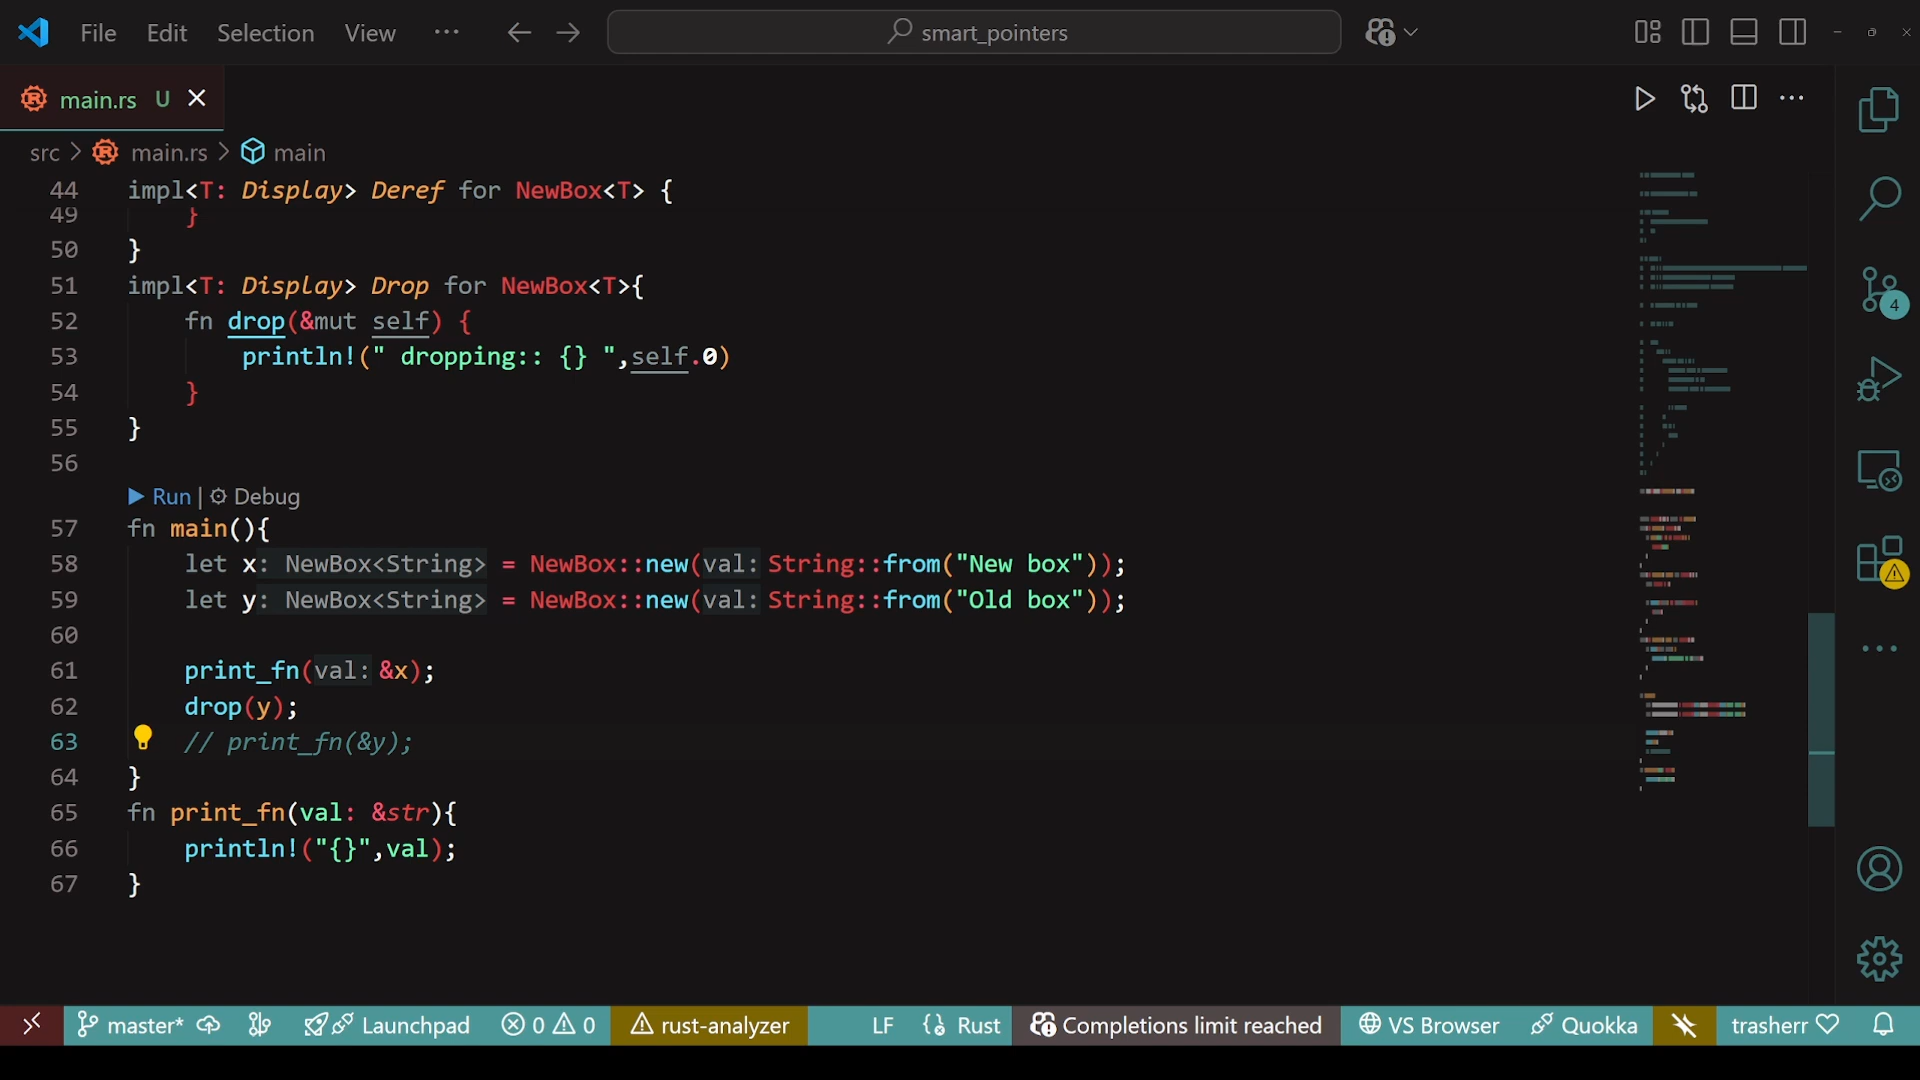 File Edit Selection View ··· smart_pointers
main.rs U
src > main.rs > main
44 impl<T: Display> Deref for NewBox<T> {
49 }
50 }
51 impl<T: Display> Drop for NewBox<T>{
52 fn drop(&mut self) {
53 println!(" dropping:: {} ",self.0)
54 }
55 }
56
Run | Debug
57 fn main(){
58 let x: NewBox<String> = NewBox::new(val: String::from("New box"));
59 let y: NewBox<String> = NewBox::new(val: String::from("Old box"));
60
61 print_fn(val: &x);
62 drop(y);
63 // print_fn(&y);
64 }
65 fn print_fn(val: &str){
66 println!("{}",val);
67 }
4
master* Launchpad 0 0 rust-analyzer LF Rust Completions limit reached VS Browser Quokka trasherr